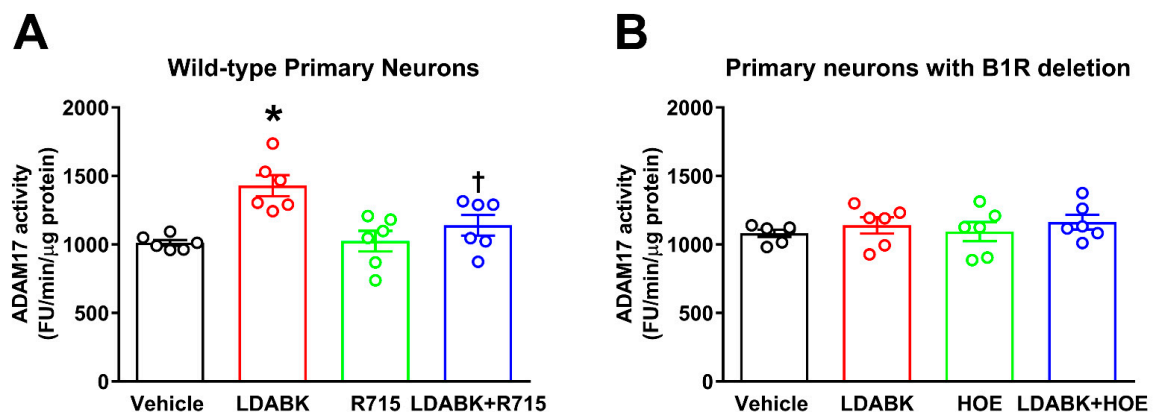 A
Wild-type Primary Neurons
ADAM17 activity
(FU/min/µg protein)
2000
1500
1000
500
0
*
†
Vehicle LDABK R715 LDABK+R715
B
Primary neurons with B1R deletion
ADAM17 activity
(FU/min/µg protein)
2000
1500
1000
500
0
Vehicle LDABK HOE LDABK+HOE